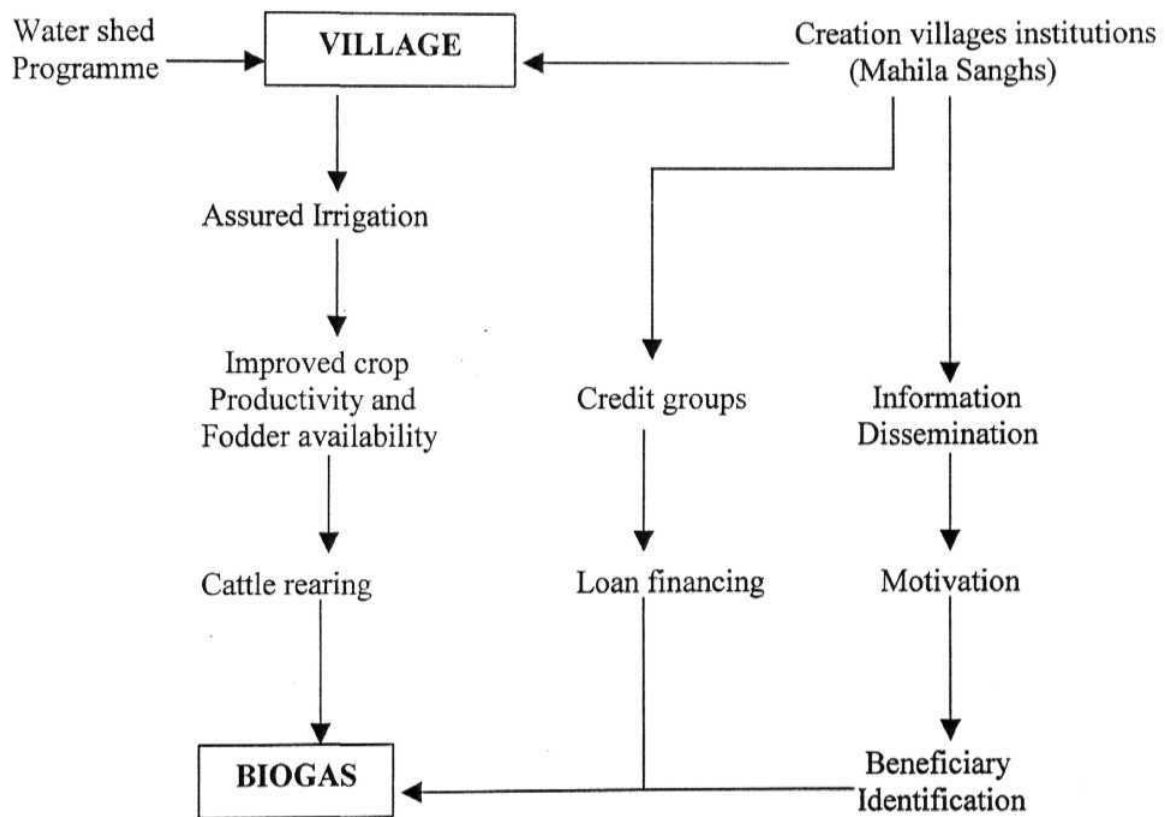 Water shed
Programme
VILLAGE
Creation villages institutions
(Mahila Sanghs)
Assured Irrigation
Improved crop
Productivity and
Fodder availability
Credit groups
Information
Dissemination
Cattle rearing
Loan financing
Motivation
BIOGAS
Beneficiary
Identification